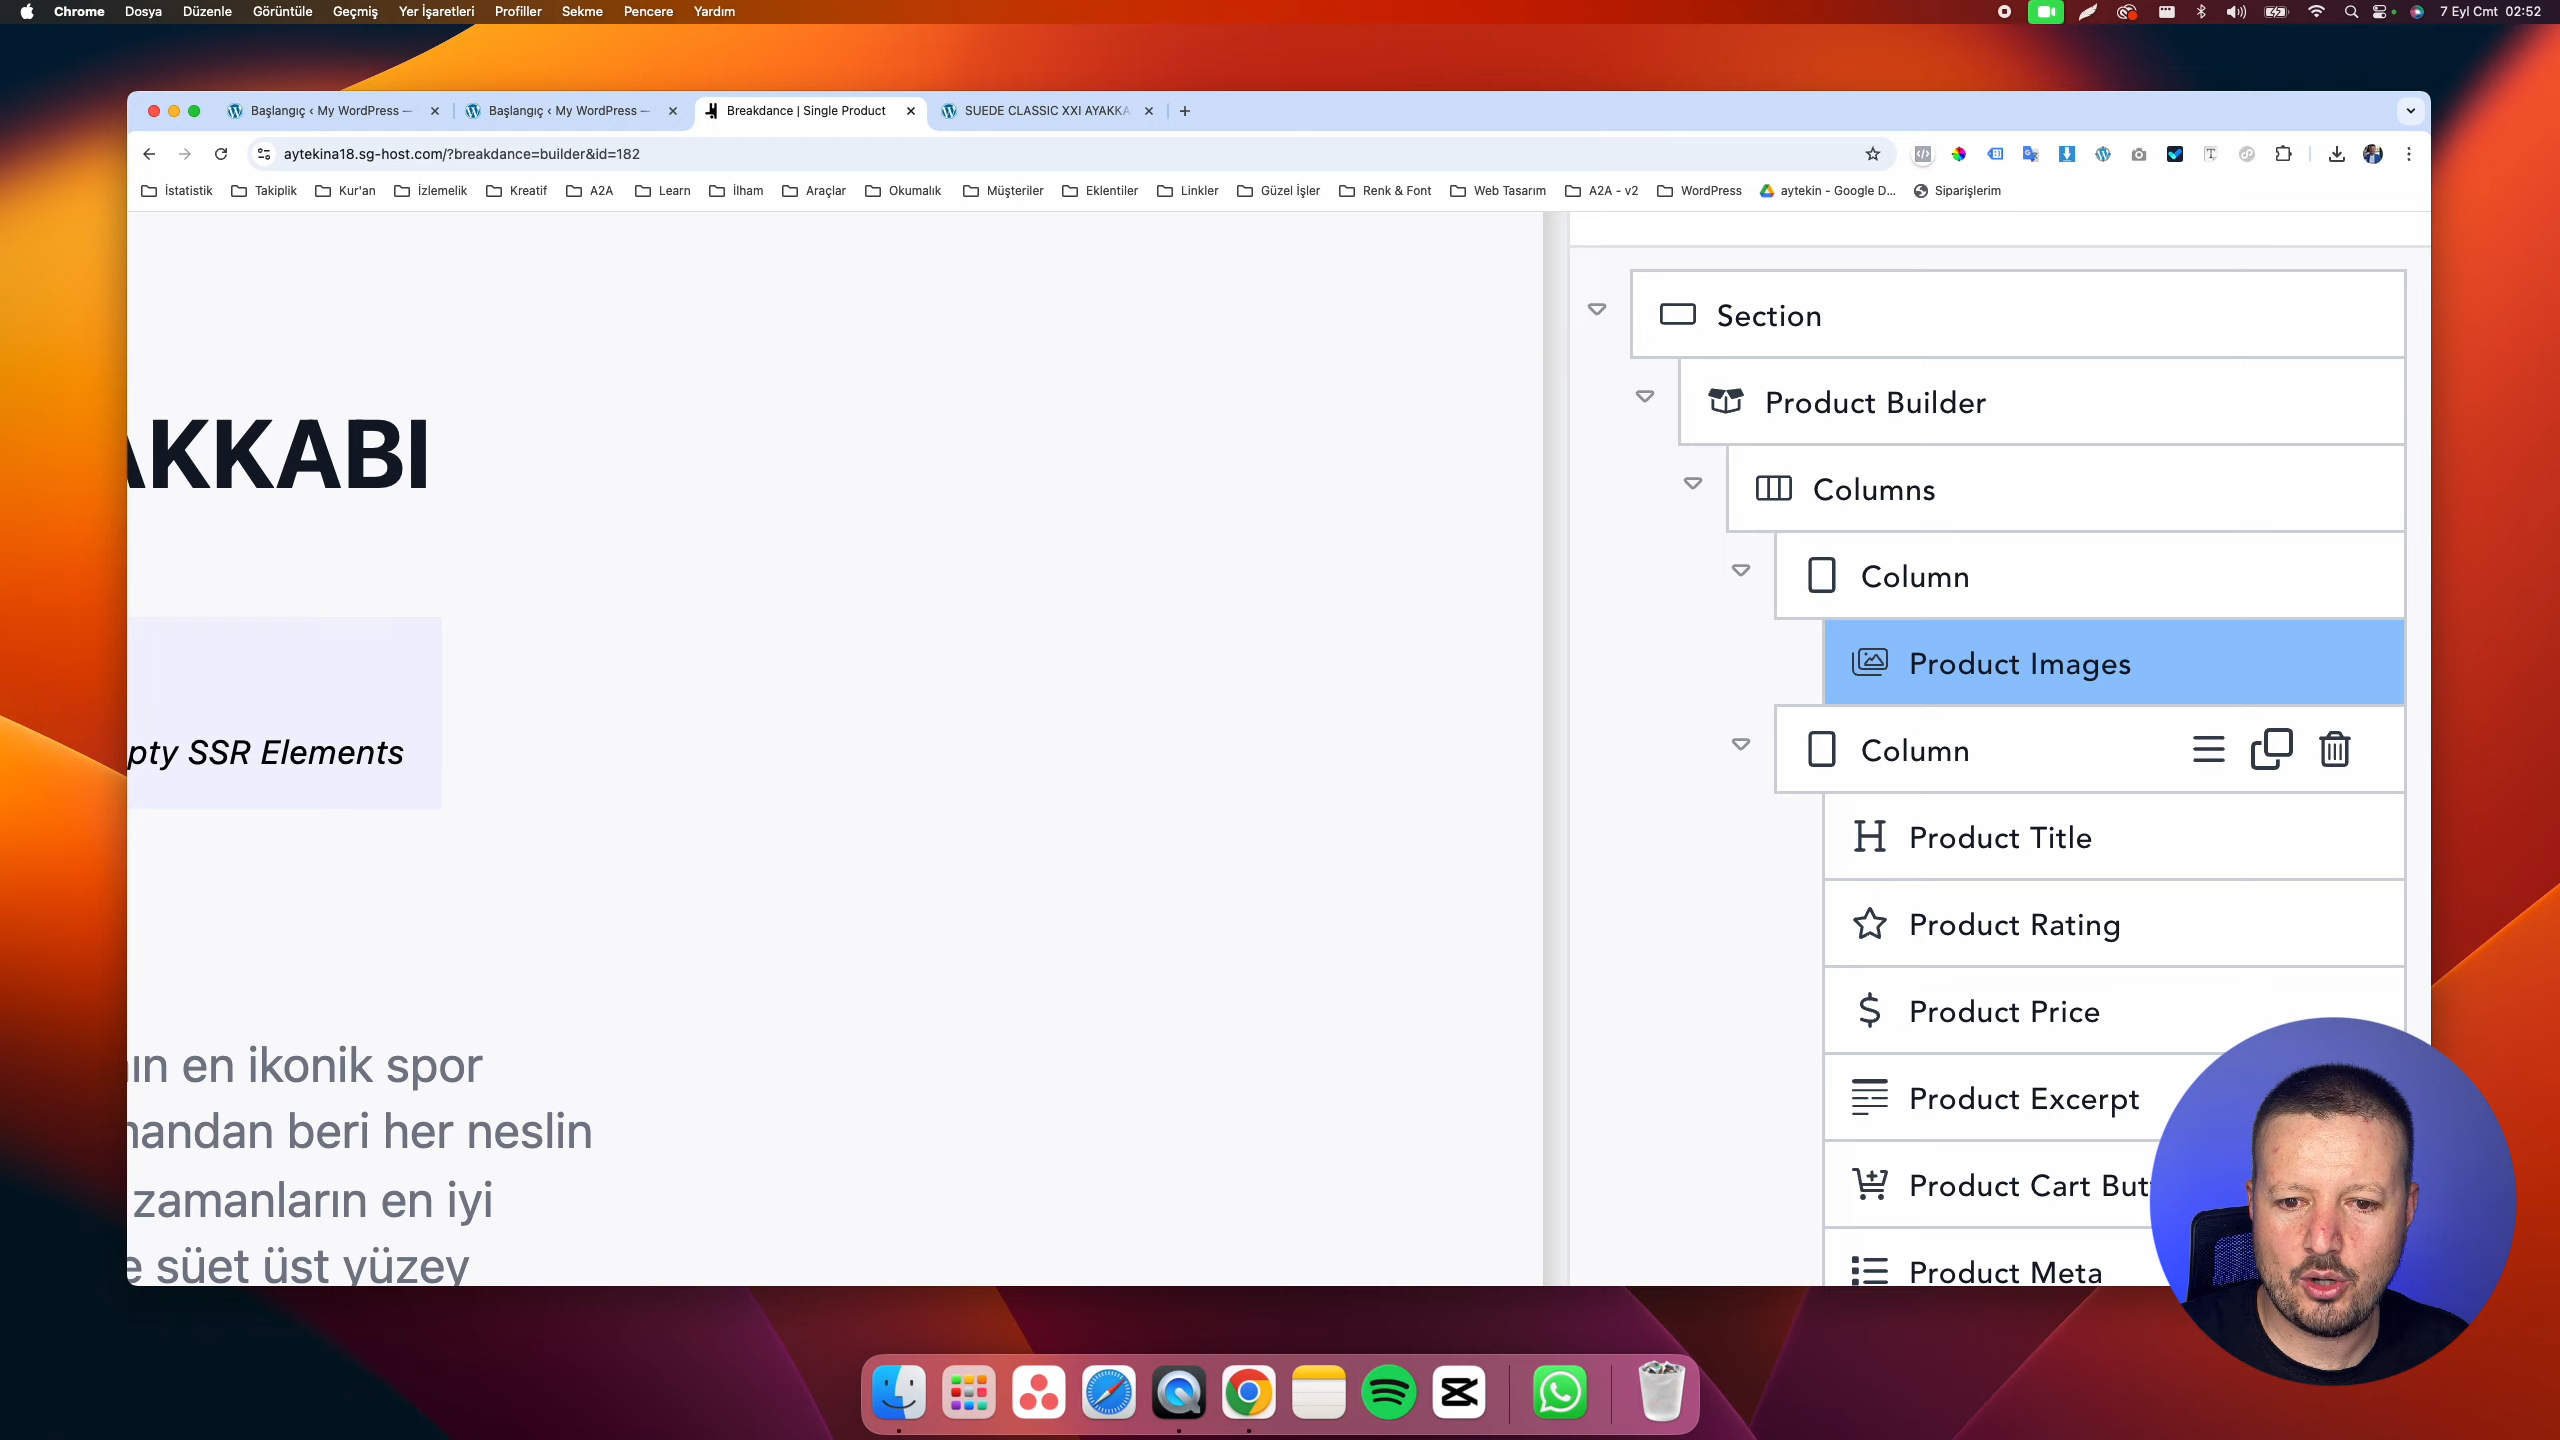 Chrome Dosya Düzenle Görüntüle Geçmiş Yer İşaretleri Profiller Sekme Pencere Yardım 7 Eyl Cmt 02:52
Başlangıç ‹ My WordPress — Başlangıç ‹ My WordPress — Breakdance | Single Product SUEDE CLASSIC XXI AYAKKA
aytekina18.sg-host.com/?breakdance=builder&id=182
İstatistik Takiplik Kur'an İzlemelik Kreatif A2A Learn İlham Araçlar Okumalık Müşteriler Eklentiler Linkler Güzel İşler Renk & Font Web Tasarım A2A - v2 WordPress aytekin - Google D... Siparişlerim
Section
Product Builder
AKKABI
Columns
Column
Product Images
pty SSR Elements
Column
Product Title
Product Rating
Product Price
ın en ikonik spor
Product Excerpt
nandan beri her neslin
Product Cart But
zamanların en iyi
e süet üst yüzey
Product Meta